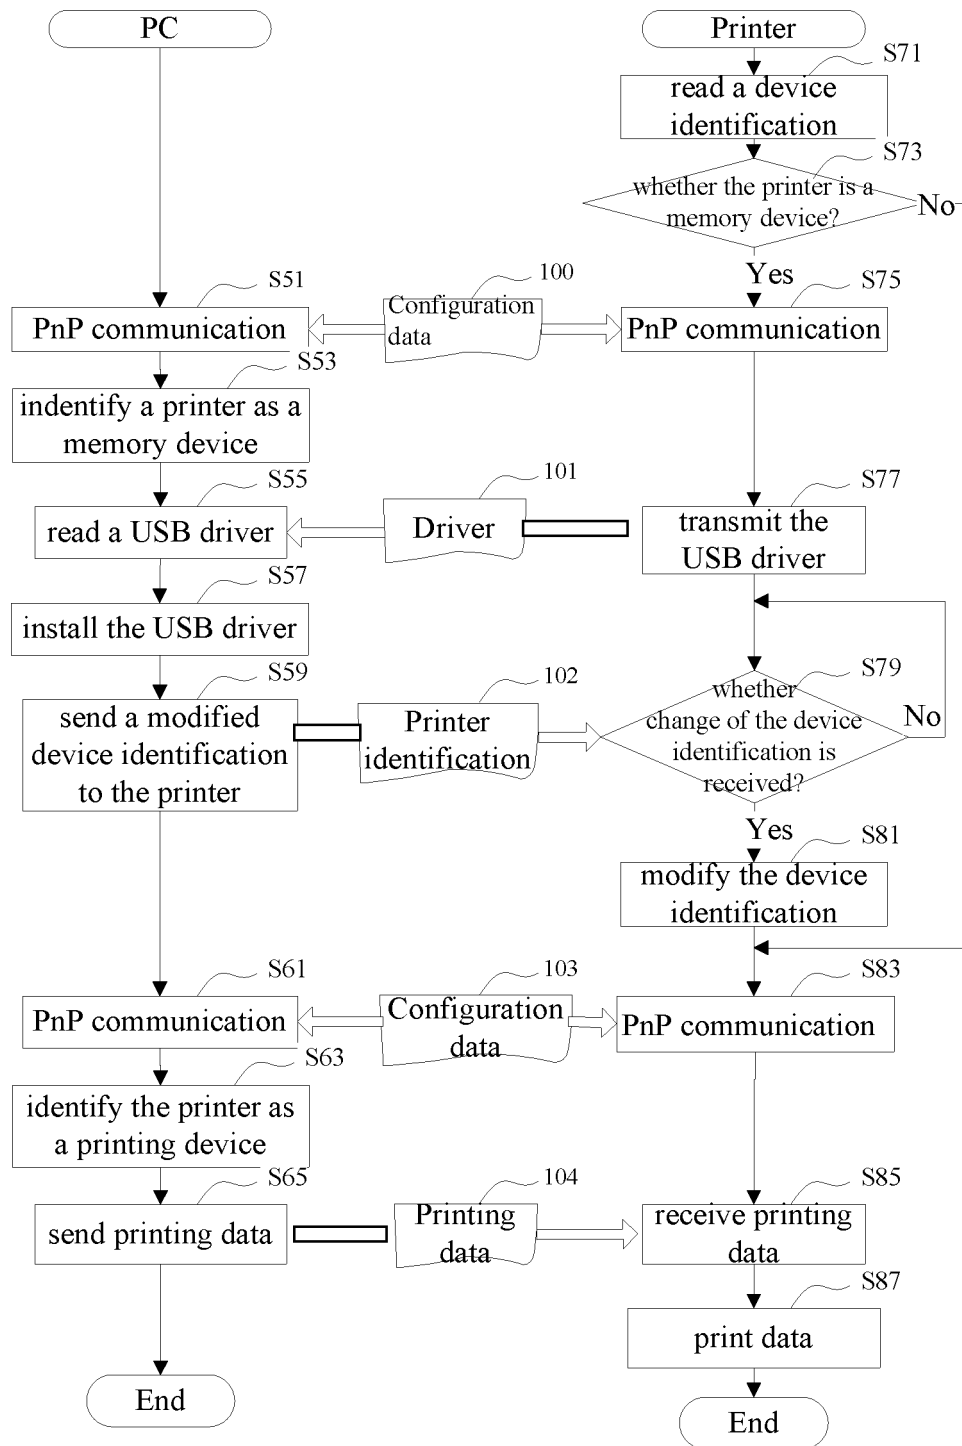 PC
Printer
S71
read a device
identification
S73
whether the printer is a
memory device?
No
Yes
S51
100
S75
PnP communication
Configuration
data
PnP communication
S53
indentify a printer as a
memory device
S55
101
S77
read a USB driver
Driver
transmit the
USB driver
S57
install the USB driver
S59
102
S79
send a modified
device identification
to the printer
Printer
identification
whether
change of the device
identification is
received?
No
Yes
S81
modify the device
identification
S61
103
S83
PnP communication
Configuration
data
PnP communication
S63
identify the printer as
a printing device
S65
104
S85
send printing data
Printing
data
receive printing
data
S87
print data
End
End